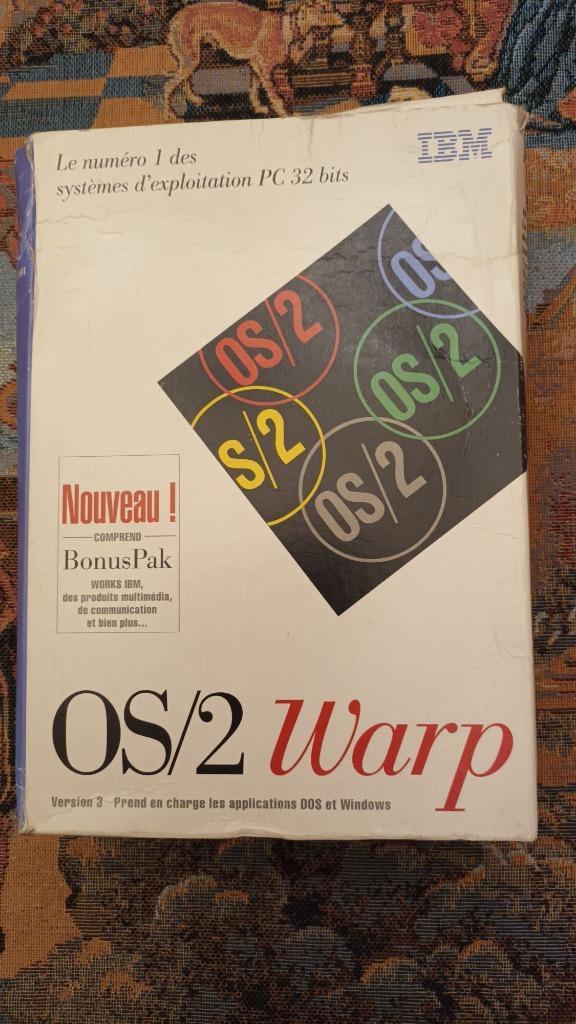 Le numéro 1 des
systèmes d'exploitation PC 32 bits
IBM
OS
OS/2
OS/2
S/2
OS/2
Nouveau !
COMPREND
BonusPak
WORKS IBM,
des produits multimédia,
de communication
et bien plus...
OS/2 Warp
Version 3 Prend en charge les applications DOS et Windows